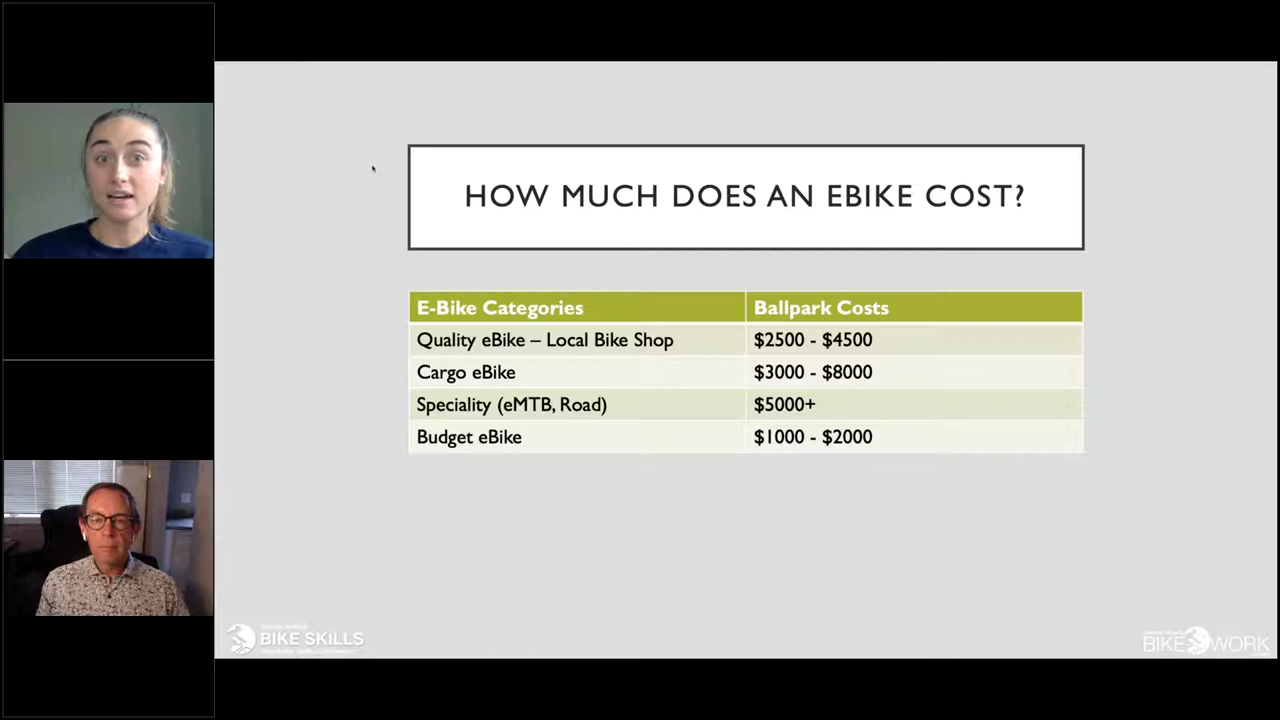 HOW MUCH DOES AN EBIKE COST?
E-Bike Categories Ballpark Costs
Quality eBike – Local Bike Shop $2500 - $4500
Cargo eBike $3000 - $8000
Speciality (eMTB, Road) $5000+
Budget eBike $1000 - $2000
BIKE SKILLS
BIKE WORK